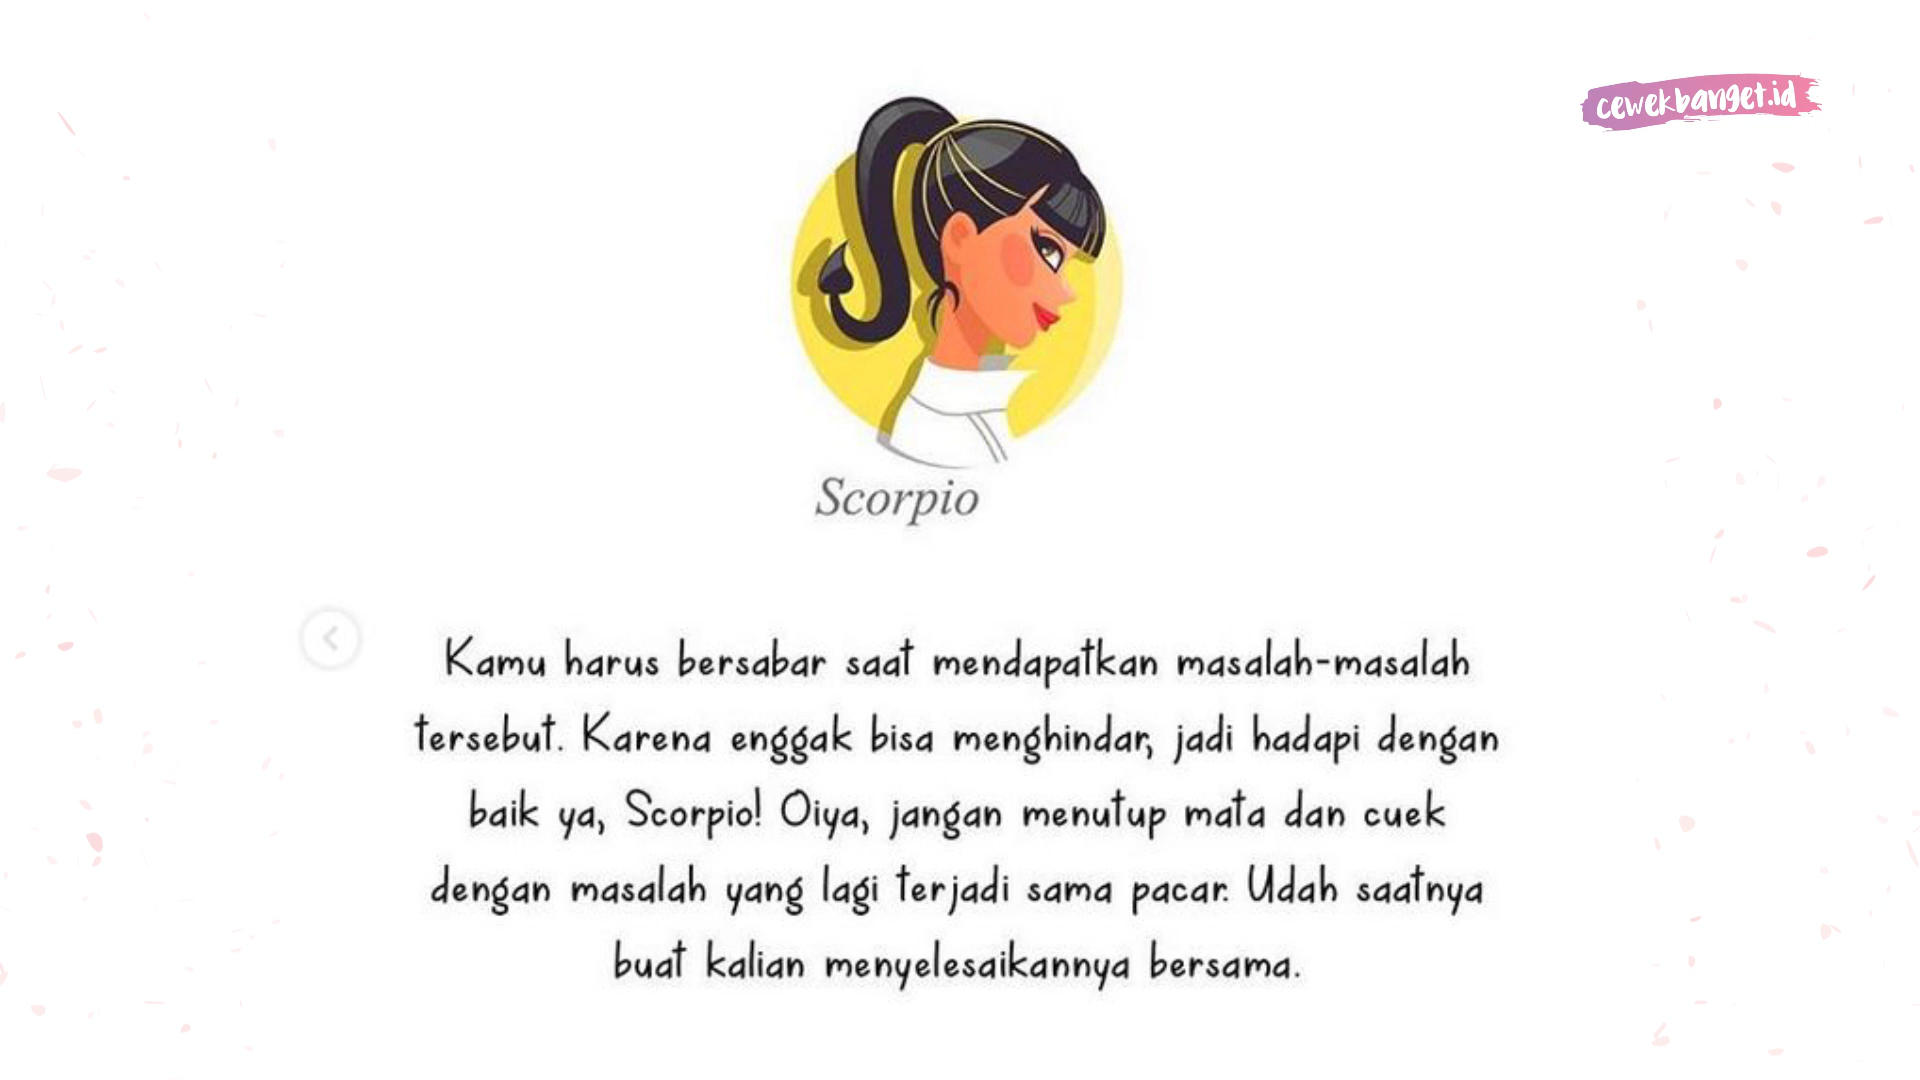 cewekbanget.id
Scorpio
Kamu harus bersabar saat mendapatkan masalah-masalah
tersebut. Karena enggak bisa menghindar, jadi hadapi dengan
baik ya, Scorpio! Oiya, jangan menutup mata dan cuek
dengan masalah yang lagi terjadi sama pacar. Udah saatnya
buat kalian menyelesaikannya bersama.